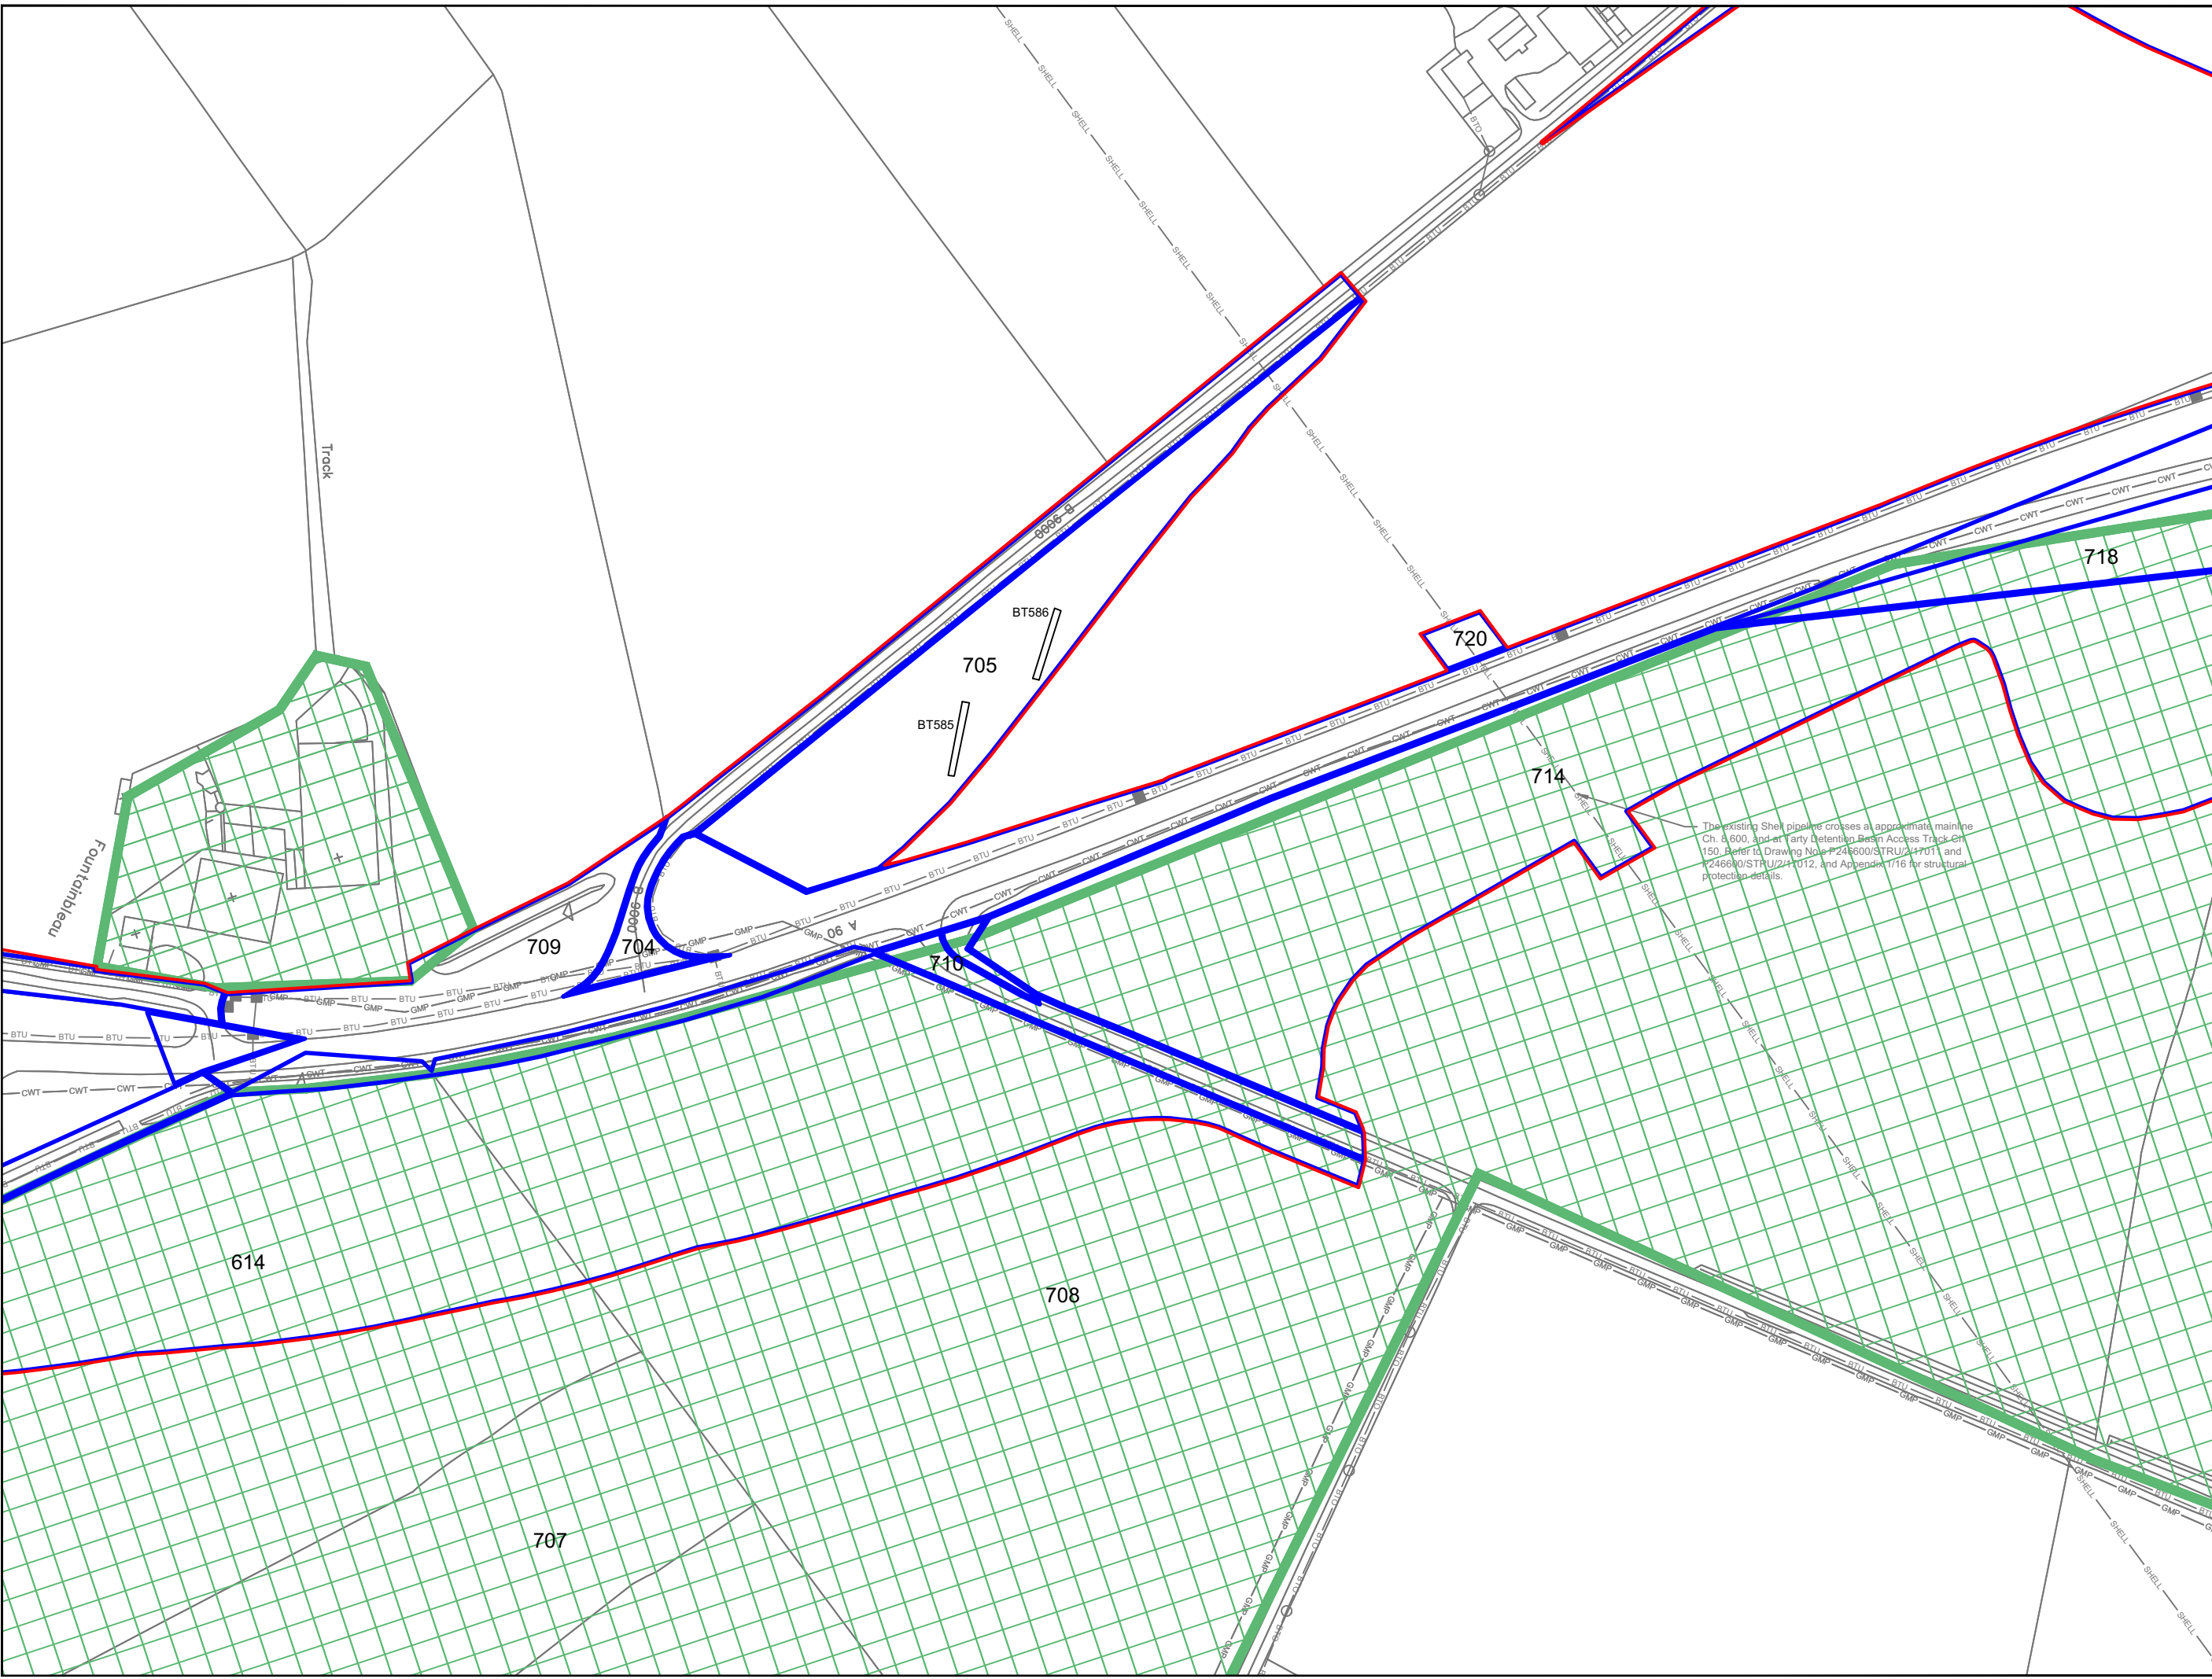 SHELL
BTO
BTU
Track
B 9000
BT586
705
BT585
720
718
CWT
714
The existing Shell pipeline crosses at approximate mainline
Ch. 8,600, and at Tarty Detention Basin Access Track Ch
150. Refer to Drawing No's P246600/STRU/2/17011 and
P246600/STRU/2/17012, and Appendix 1/16 for structural
protection details.
Fountainbleau
B 9000
A 90
709
704
710
GMP
614
708
707